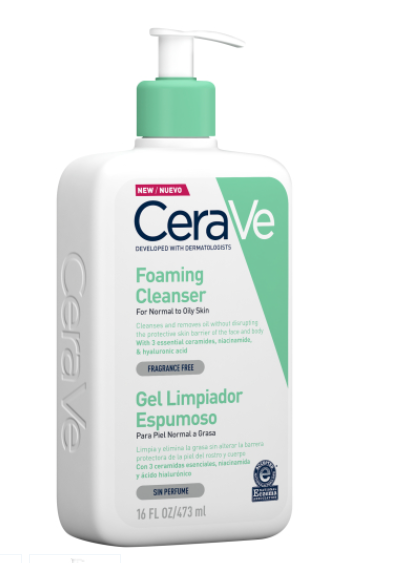 NEW / NUEVO
CeraVe
DEVELOPED WITH DERMATOLOGISTS
Foaming
Cleanser
For Normal to Oily Skin
Cleanses and removes oil without disrupting
the protective skin barrier of the face and body
With 3 essential ceramides, niacinamide,
& hyaluronic acid
FRAGRANCE FREE
Gel Limpiador
Espumoso
Para Piel Normal a Grasa
Limpia y elimina la grasa sin alterar la barrera
protectora de la piel del rostro y cuerpo
Con 3 ceramidas esenciales, niacinamida
y ácido hialurónico
SIN PERFUME
16 FL OZ/473 ml
CeraVe
NATIONAL
Eczema